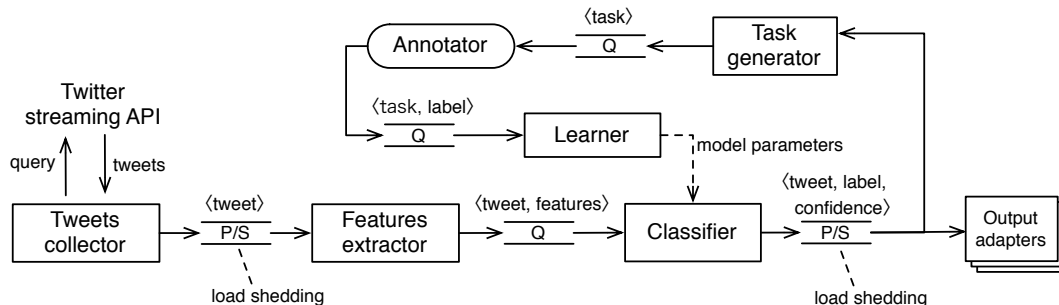 ⟨task⟩
Annotator
Q
Task
generator
Twitter
streaming API
⟨task, label⟩
Q
Learner
model parameters
query
tweets
Tweets
collector
⟨tweet⟩
P/S
load shedding
Features
extractor
⟨tweet, features⟩
Q
Classifier
⟨tweet, label,
confidence⟩
P/S
load shedding
Output
adapters